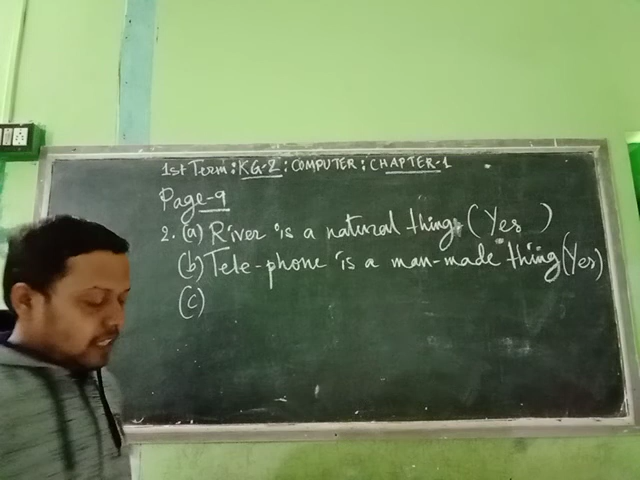 1st Term: KG-2: COMPUTER: CHAPTER-1
Page-9
2. (a) River is a natural thing. (Yes)
(b) Tele-phone is a man-made thing (Yes)
(c)